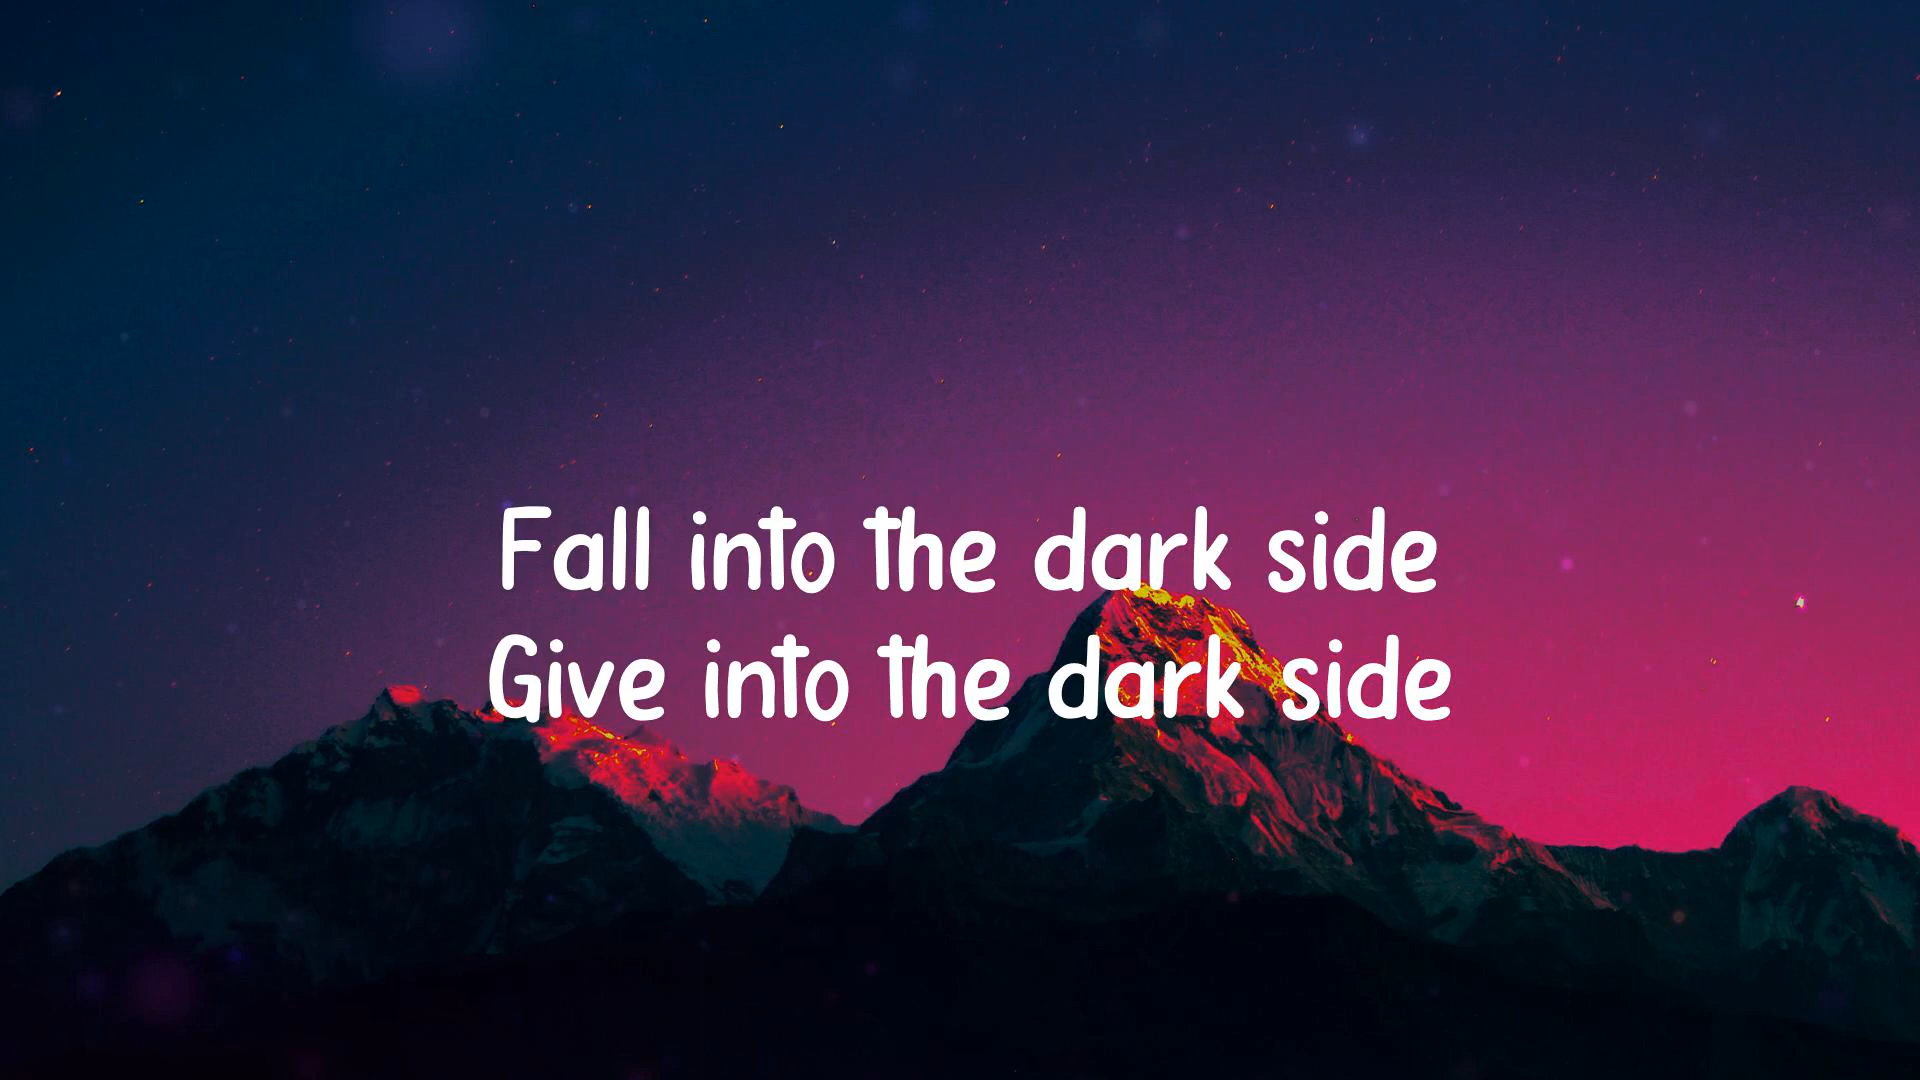 Fall into the dark side
Give into the dark side